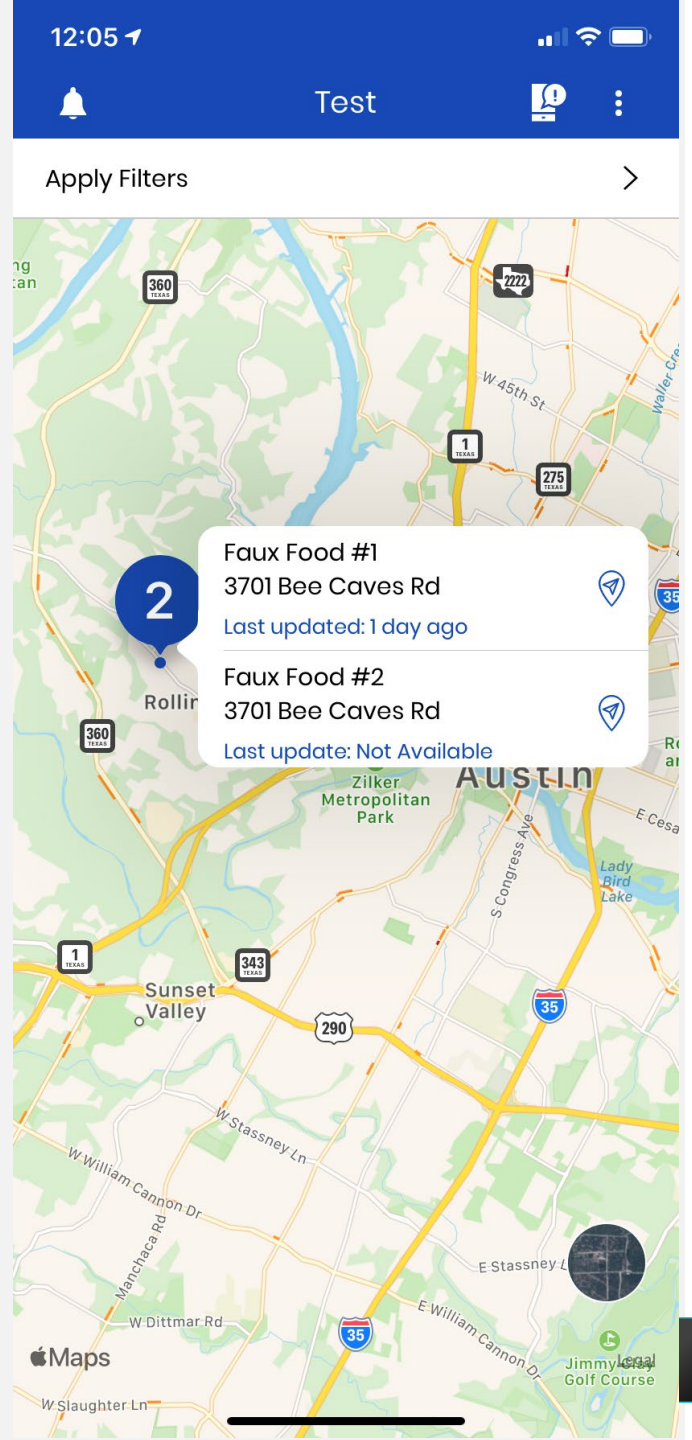 12:05
Test
Apply Filters
360
TEXAS
2222
W 45th St
1
TEXAS
275
TEXAS
Faux Food #1
3701 Bee Caves Rd
Last updated: 1 day ago
2
35
Faux Food #2
3701 Bee Caves Rd
Last update: Not Available
360
TEXAS
Austin
Zilker
Metropolitan
Park
S Congress Ave
Lady
Bird
Lake
1
TEXAS
343
TEXAS
Sunset
Valley
35
290
W Stassney Ln
W William Cannon Dr
Manchaca Rd
E Stassney L
E William Cannon Dr
W Dittmar Rd
35
Maps
Legal
Jimmy Clay
Golf Course
W Slaughter Ln